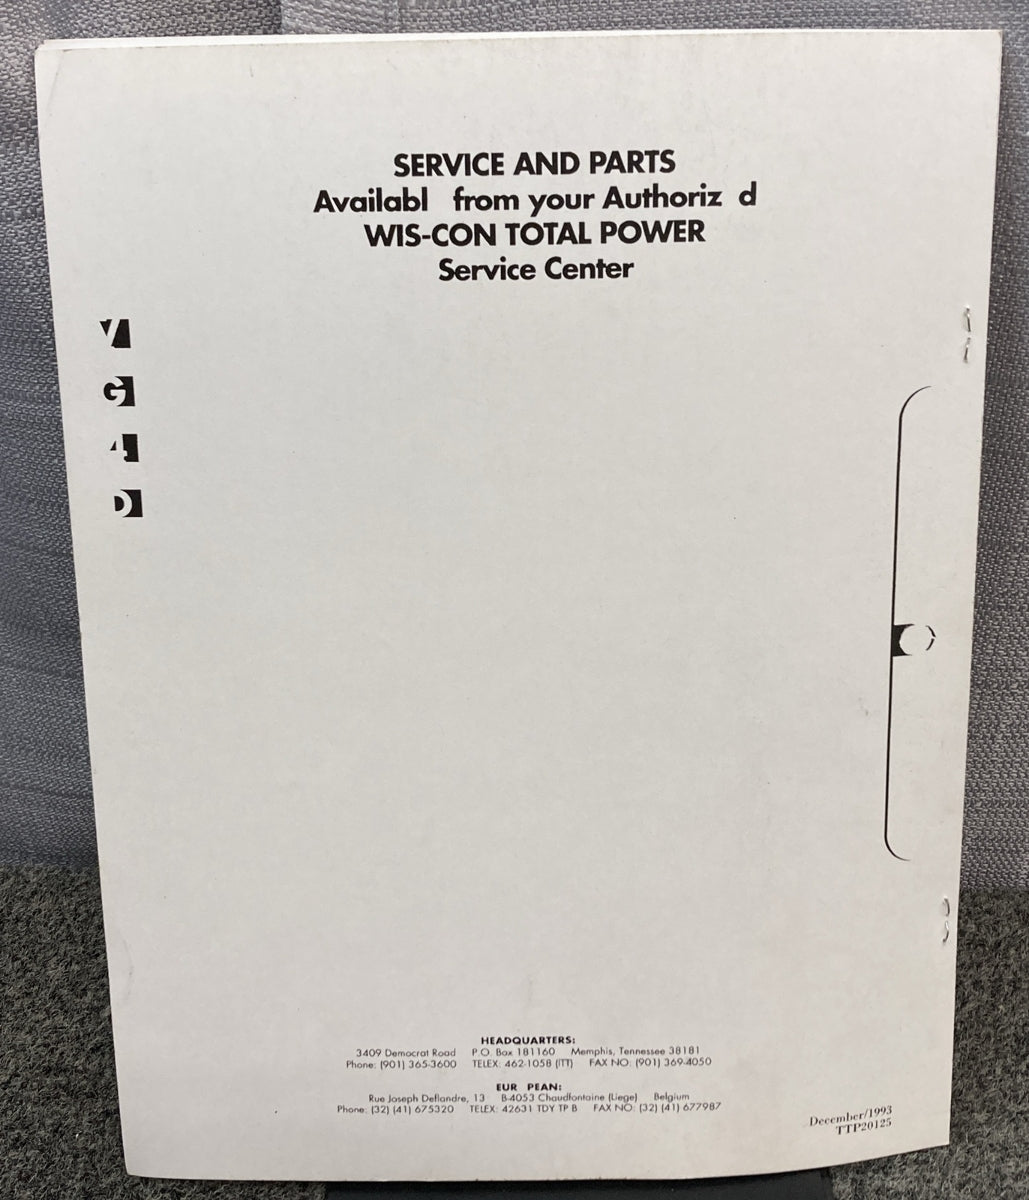 SERVICE AND PARTS
Availabl from your Authoriz d
WIS-CON TOTAL POWER
Service Center
V
G
4
D
HEADQUARTERS:
3409 Democrat Road P.O. Box 181160 Memphis, Tennessee 38181
Phone: (901) 365-3600 TELEX: 462-1058 (ITT) FAX NO: (901) 369-4050
EUR PEAN:
Rue Joseph Deflandre, 13 B-4053 Chaudfontaine (Liege) Belgium
Phone: (32) (41) 675320 TELEX: 42631 TDY TP B FAX NO: (32) (41) 677987
December/1993
TTP20125